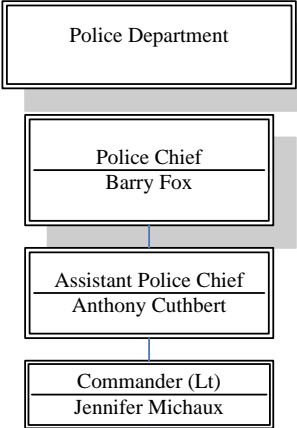 Police Department
Police Chief
Barry Fox
Assistant Police Chief
Anthony Cuthbert
Commander (Lt)
Jennifer Michaux